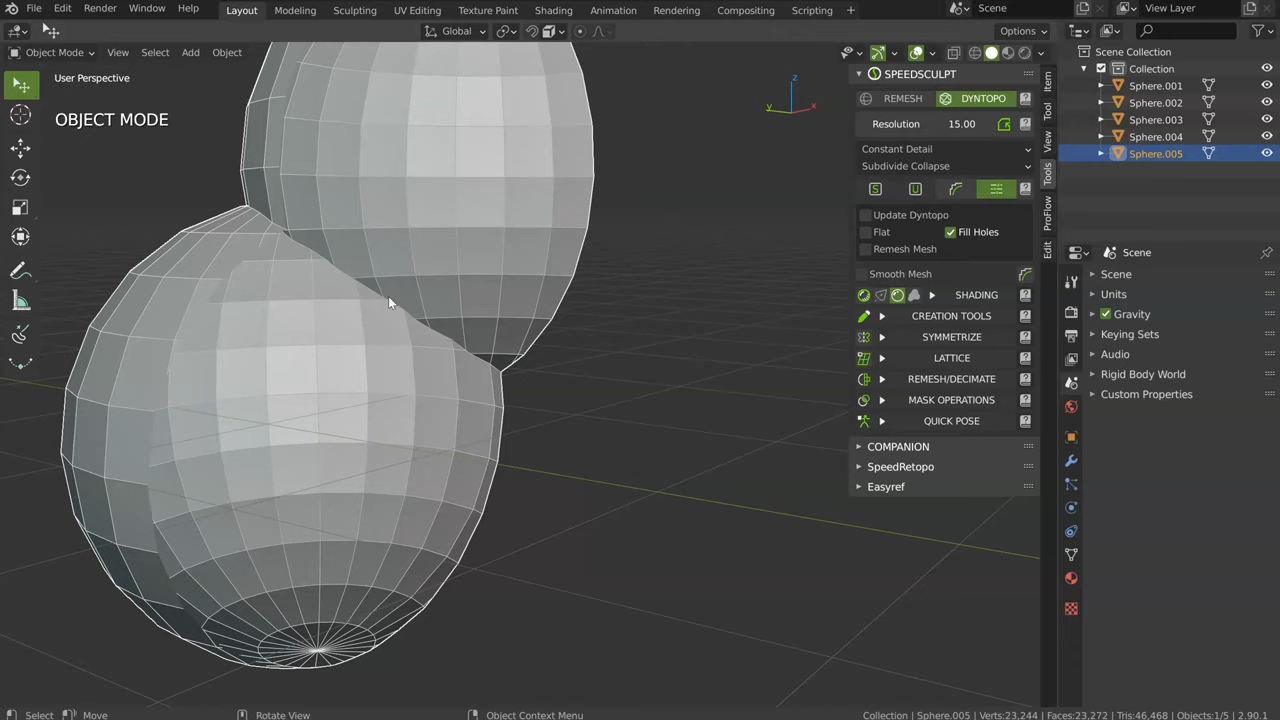 File Edit Render Window Help Layout Modeling Sculpting UV Editing Texture Paint Shading Animation Rendering Compositing Scripting + Scene View Layer
Global Options
Object Mode View Select Add Object
User Perspective
OBJECT MODE
z
y x
SPEEDSCULPT
REMESH DYNTOPO
Resolution 15.00
Constant Detail
Subdivide Collapse
S U
Update Dyntopo
Flat Fill Holes
Remesh Mesh
Smooth Mesh
SHADING
CREATION TOOLS
SYMMETRIZE
LATTICE
REMESH/DECIMATE
MASK OPERATIONS
QUICK POSE
COMPANION
SpeedRetopo
Easyref
Item
Tool
View
Tools
ProFlow
Edit
Scene Collection
Collection
Sphere.001
Sphere.002
Sphere.003
Sphere.004
Sphere.005
Scene
Scene
Units
Gravity
Keying Sets
Audio
Rigid Body World
Custom Properties
Select Move Rotate View Object Context Menu Collection | Sphere.005 | Verts:23,244 | Faces:23,272 | Tris:46,468 | Objects:1/5 | 2.90.1